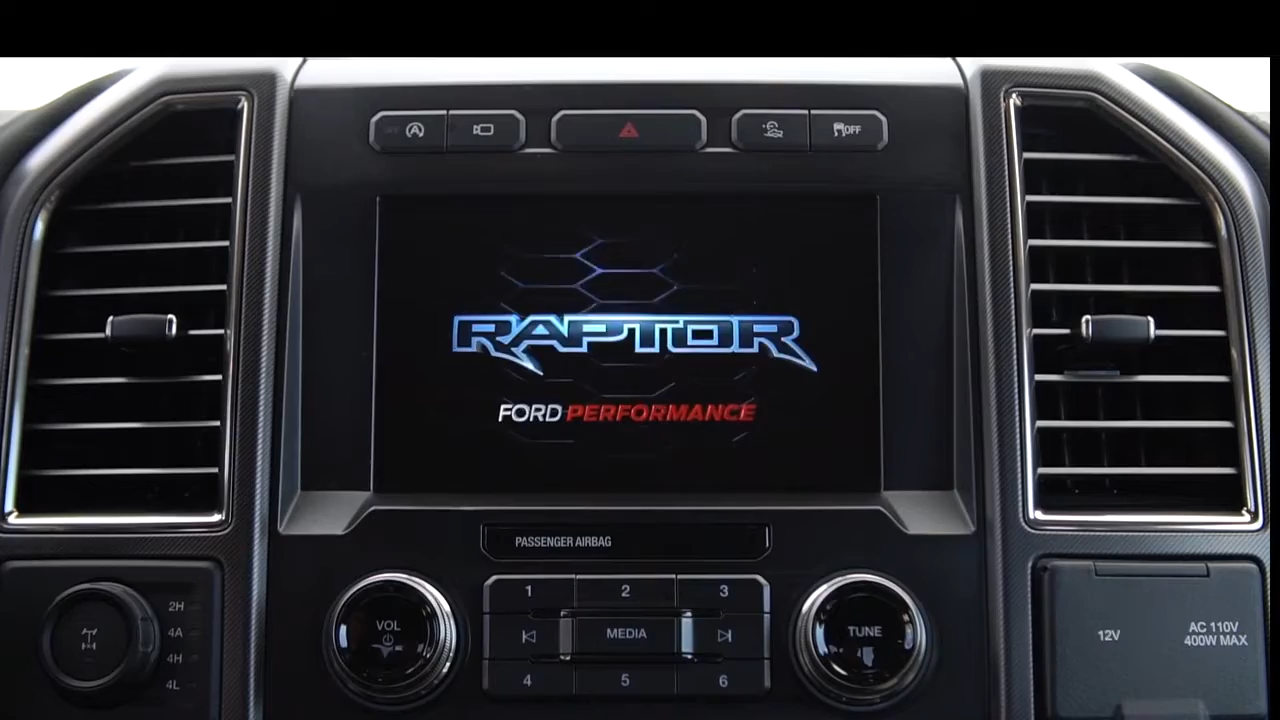 OFF
RAPTOR
FORD PERFORMANCE
PASSENGER AIRBAG
1 2 3
VOL
MEDIA
TUNE
4 5 6
2H
4A
4H
4L
12V
AC 110V
400W MAX